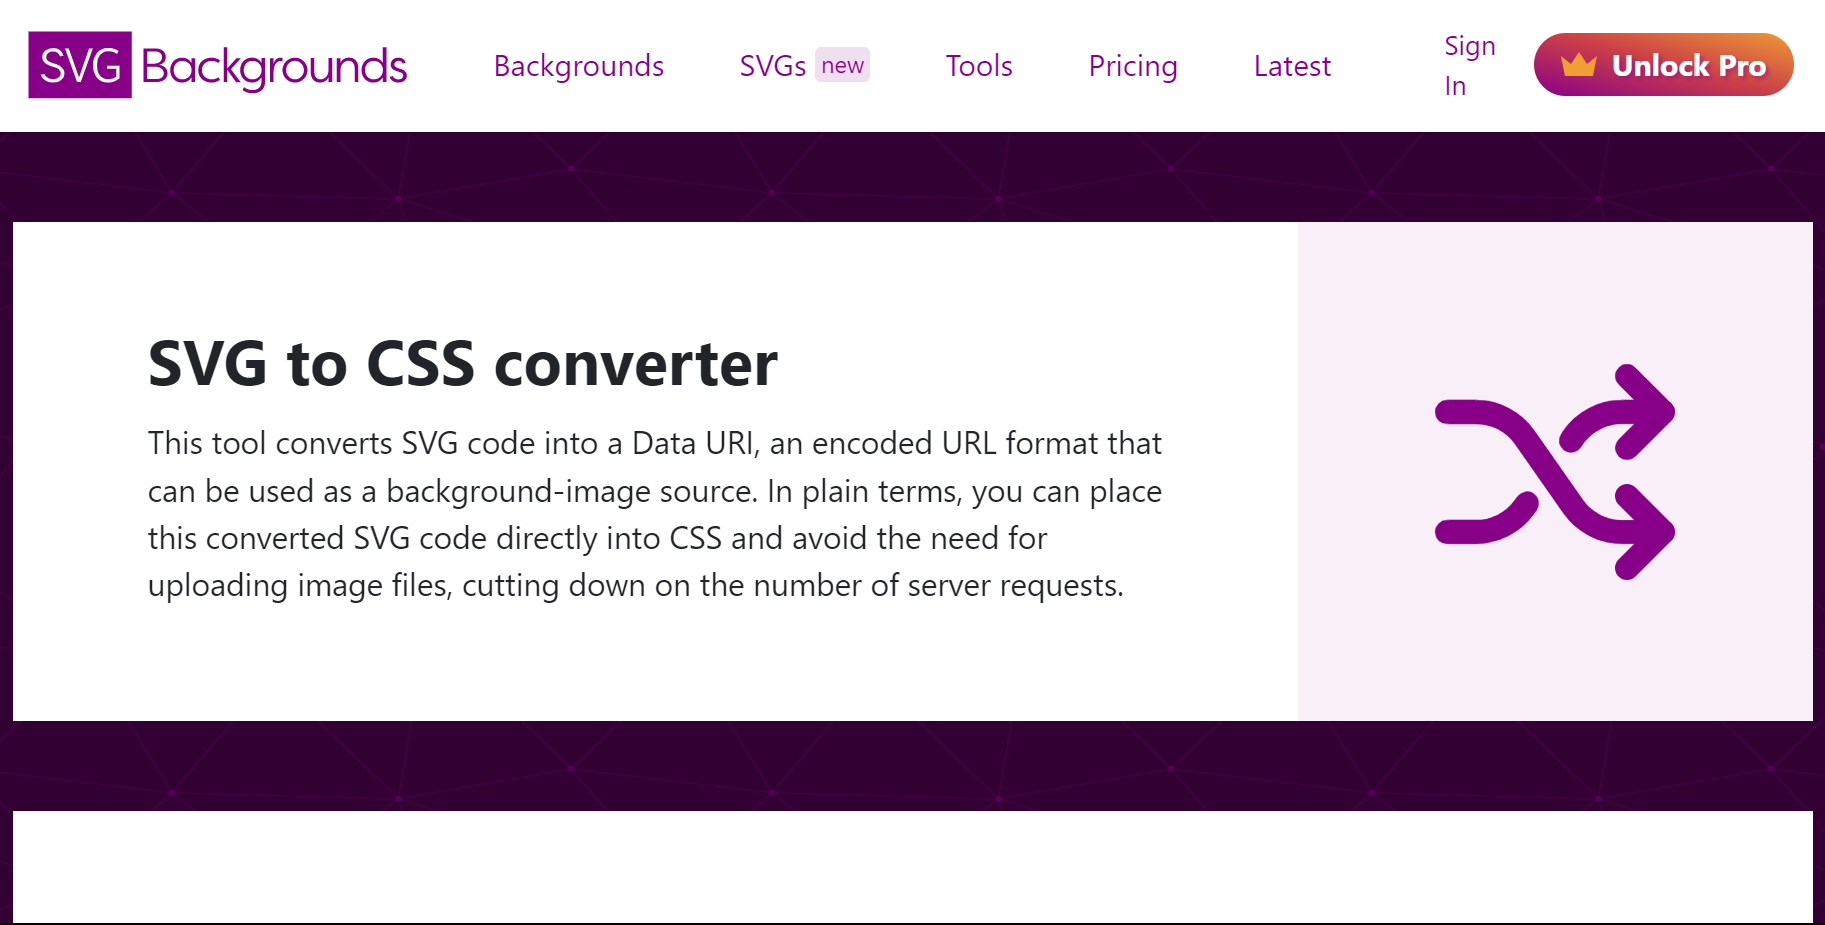 SVG Backgrounds
Backgrounds
SVGs new
Tools
Pricing
Latest
Sign
In
Unlock Pro
SVG to CSS converter
This tool converts SVG code into a Data URI, an encoded URL format that
can be used as a background-image source. In plain terms, you can place
this converted SVG code directly into CSS and avoid the need for
uploading image files, cutting down on the number of server requests.